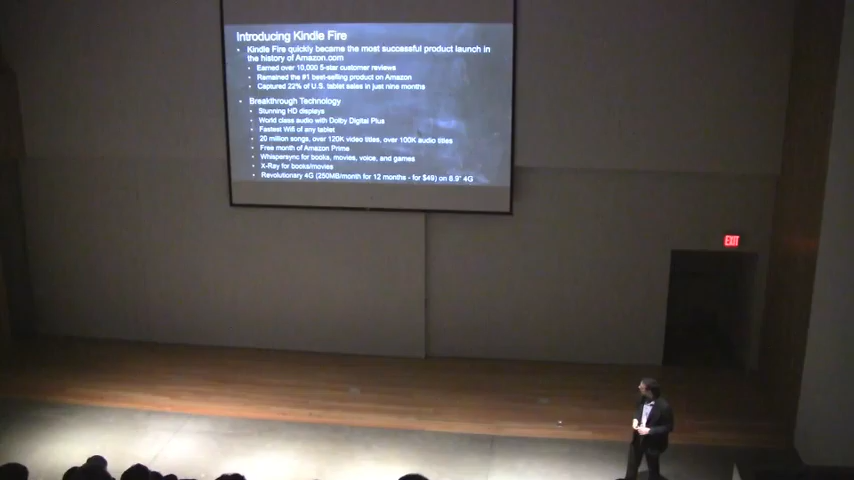 Introducing Kindle Fire
• Kindle Fire quickly became the most successful product launch in
the history of Amazon.com
• Earned over 10,000 5-star customer reviews
• Remained the #1 best-selling product on Amazon
• Captured 22% of U.S. tablet sales in just nine months
• Breakthrough Technology
• Stunning HD displays
• World class audio with Dolby Digital Plus
• Fastest Wifi of any tablet
• 20 million songs, over 120K video titles, over 100K audio titles
• Free month of Amazon Prime
• Whispersync for books, movies, voice, and games
• X-Ray for books/movies
• Revolutionary 4G (250MB/month for 12 months - for $49) on 8.9" 4G
EXIT